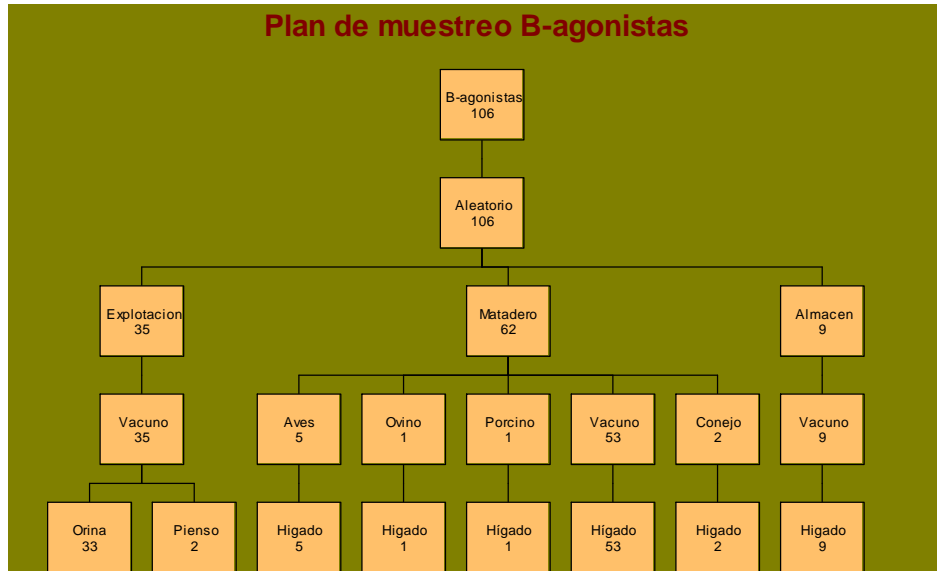 Plan de muestreo B-agonistas
B-agonistas
106
Aleatorio
106
Explotacion
35
Matadero
62
Almacen
9
Vacuno
35
Aves
5
Ovino
1
Porcino
1
Vacuno
53
Conejo
2
Vacuno
9
Orina
33
Pienso
2
Higado
5
Higado
1
Hígado
1
Hígado
53
Higado
2
Higado
9